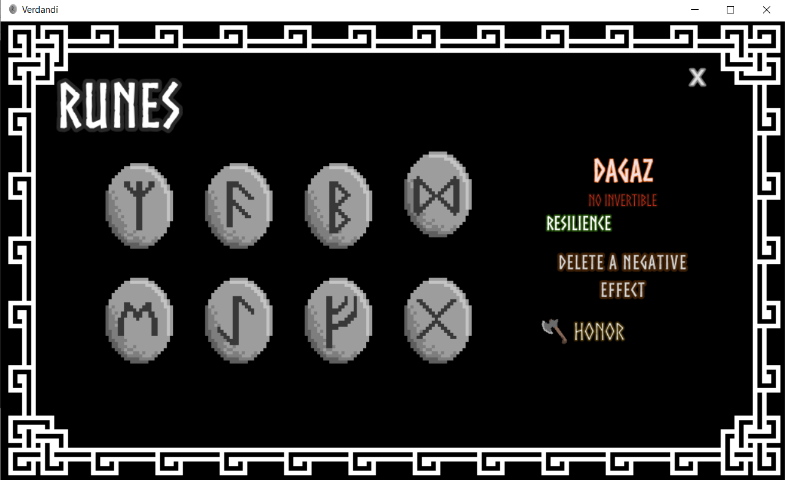 Verdandi
RUNES
X
DAGAZ
NO INVERTIBLE
RESILIENCE
DELETE A NEGATIVE
EFFECT
HONOR
ᛉ ᚨ ᛒ ᛞ
ᛖ ᛇ ᚠ ᚷ